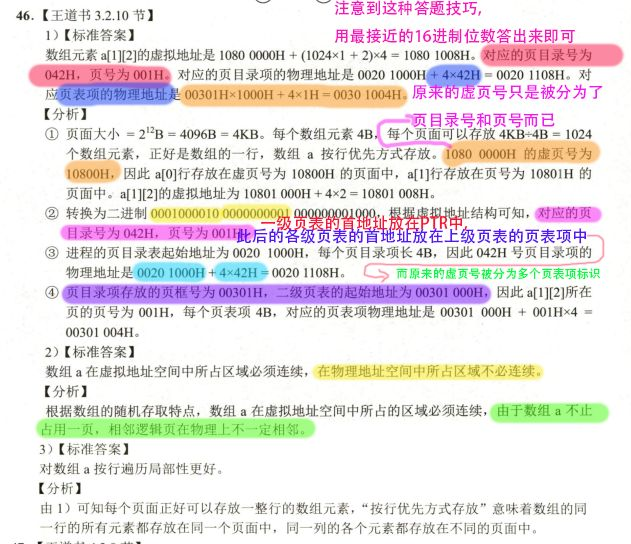 46.【王道书 3.2.10 节】
注意到这种答题技巧,
用最接近的16进制位数答出来即可
1）【标准答案】
数组元素 a[1][2]的虚拟地址是 1080 0000H + (1024×1 + 2)×4 = 1080 1008H。对应的页目录号为
042H，页号为 001H。对应的页目录项的物理地址是 0020 1000H + 4×42H = 0020 1108H。对
应页表项的物理地址是 00301H×1000H + 4×1H = 0030 1004H。
原来的虚页号只是被分为了
页目录号和页号而已
【分析】
① 页面大小 = 2¹²B = 4096B = 4KB。每个数组元素 4B，每个页面可以存放 4KB÷4B = 1024
个数组元素，正好是数组的一行，数组 a 按行优先方式存放。1080 0000H 的虚页号为
10800H，因此 a[0]行存放在虚页号为 10800H 的页面中，a[1]行存放在页号为 10801H 的
页面中。a[1][2]的虚拟地址为 10801 000H + 4×2 = 10801 008H。
② 转换为二进制 0001000010 0000000001 000000001000，根据虚拟地址结构可知，对应的页
目录号为 042H，页号为 001H。
一级页表的首地址放在PTR中
此后的各级页表的首地址放在上级页表的页表项中
③ 进程的页目录表起始地址为 0020 1000H，每个页目录项长 4B，因此 042H 号页目录项的
物理地址是 0020 1000H + 4×42H = 0020 1108H。
而原来的虚页号被分为多个页表项标识
④ 页目录项存放的页框号为 00301H，二级页表的起始地址为 00301 000H，因此 a[1][2]所在
页的页号为 001H，每个页表项 4B，对应的页表项物理地址是 00301 000H + 001H×4 =
00301 004H。
2）【标准答案】
数组 a 在虚拟地址空间中所占区域必须连续，在物理地址空间中所占区域不必连续。
【分析】
根据数组的随机存取特点，数组 a 在虚拟地址空间中所占的区域必须连续，由于数组 a 不止
占用一页，相邻逻辑页在物理上不一定相邻。
3）【标准答案】
对数组 a 按行遍历局部性更好。
【分析】
由 1）可知每个页面正好可以存放一整行的数组元素，“按行优先方式存放”意味着数组的同
一行的所有元素都存放在同一个页面中，同一列的各个元素都存放在不同的页面中。